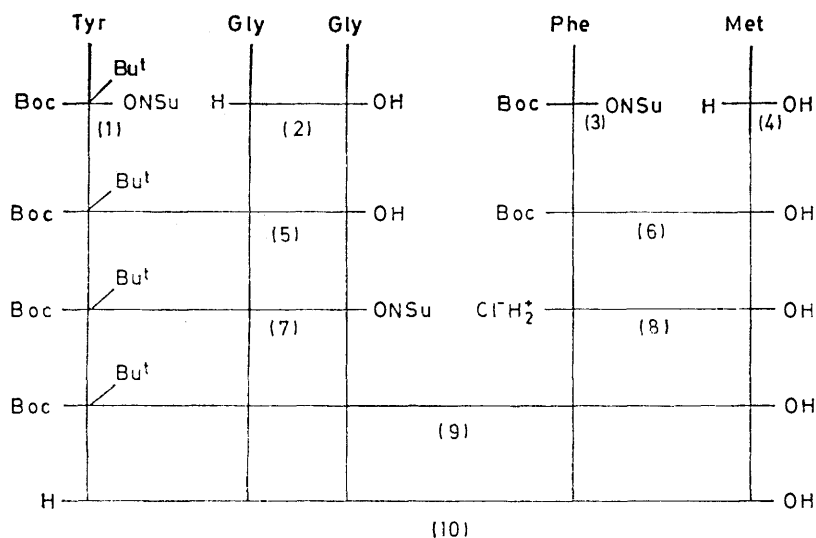 Tyr Gly Gly Phe Met
Buᵗ
Boc ONSu H OH Boc ONSu H OH
(1) (2) (3) (4)
Buᵗ
Boc OH Boc OH
(5) (6)
Buᵗ
Boc ONSu Cl⁻H₂⁺ OH
(7) (8)
Buᵗ
Boc OH
(9)
H OH
(10)